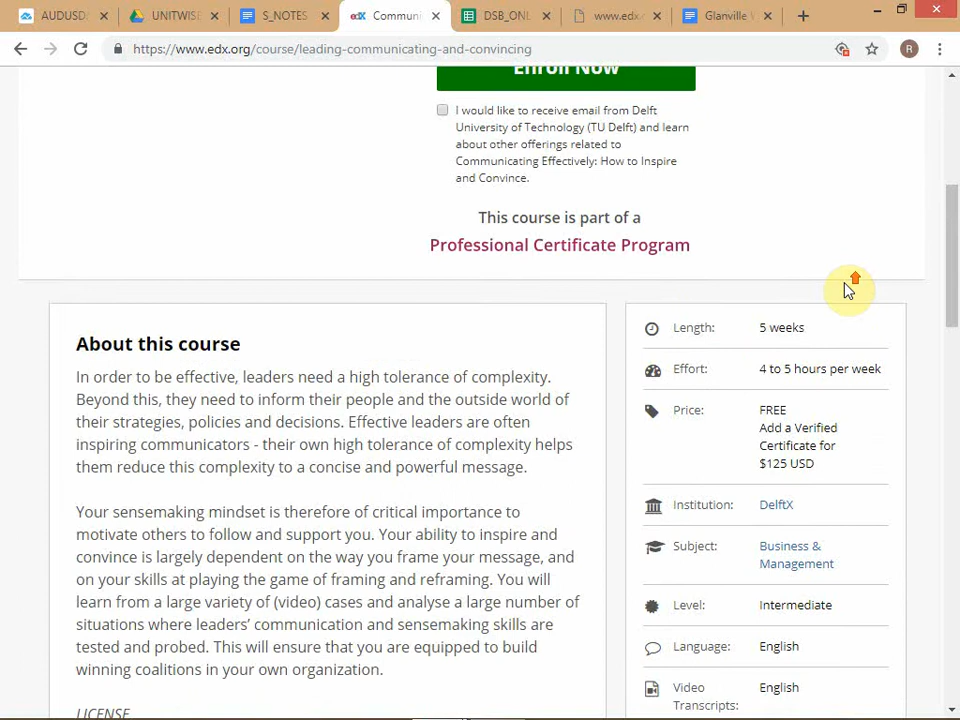 AUDUSD
UNITWISE
S_NOTES
Commun
DSB_ONL
www.edx
Glanville
https://www.edx.org/course/leading-communicating-and-convincing
R
Enroll Now
I would like to receive email from Delft
University of Technology (TU Delft) and learn
about other offerings related to
Communicating Effectively: How to Inspire
and Convince.
This course is part of a
Professional Certificate Program
About this course
In order to be effective, leaders need a high tolerance of complexity.
Beyond this, they need to inform their people and the outside world of
their strategies, policies and decisions. Effective leaders are often
inspiring communicators - their own high tolerance of complexity helps
them reduce this complexity to a concise and powerful message.
Your sensemaking mindset is therefore of critical importance to
motivate others to follow and support you. Your ability to inspire and
convince is largely dependent on the way you frame your message, and
on your skills at playing the game of framing and reframing. You will
learn from a large variety of (video) cases and analyse a large number of
situations where leaders' communication and sensemaking skills are
tested and probed. This will ensure that you are equipped to build
winning coalitions in your own organization.
LICENSE
Length: 5 weeks
Effort: 4 to 5 hours per week
Price: FREE
Add a Verified
Certificate for
$125 USD
Institution: DelftX
Subject: Business &
Management
Level: Intermediate
Language: English
Video English
Transcripts: